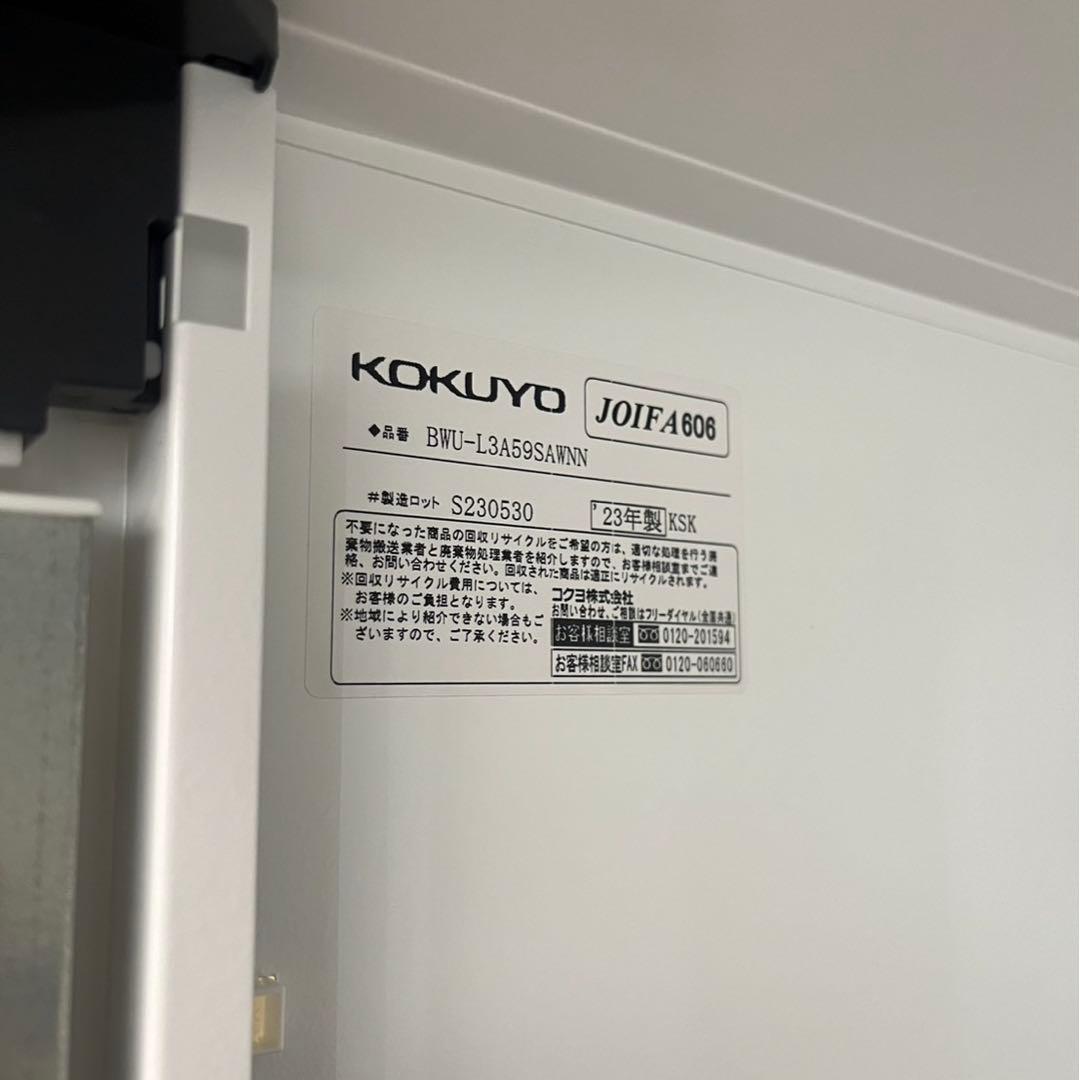 KOKUYO
JOIFA606
◆品番 BWU-L3A59SAWNN
#製造ロット S230530 '23年製 KSK
不要になった商品の回収リサイクルをご希望の方は、適切な処理を行う廃
棄物搬送業者と廃棄物処理業者を紹介しますので、お客様相談室までご連
絡、お問い合わせください。回収された商品は適正にリサイクルされます。
※回収リサイクル費用については、
お客様のご負担となります。
※地域により紹介できない場合もご
ざいますので、ご了承ください。
コクヨ株式会社
お問い合わせ、ご相談はフリーダイヤル(全国共通)
お客様相談室 0120-201594
お客様相談室FAX 0120-060660